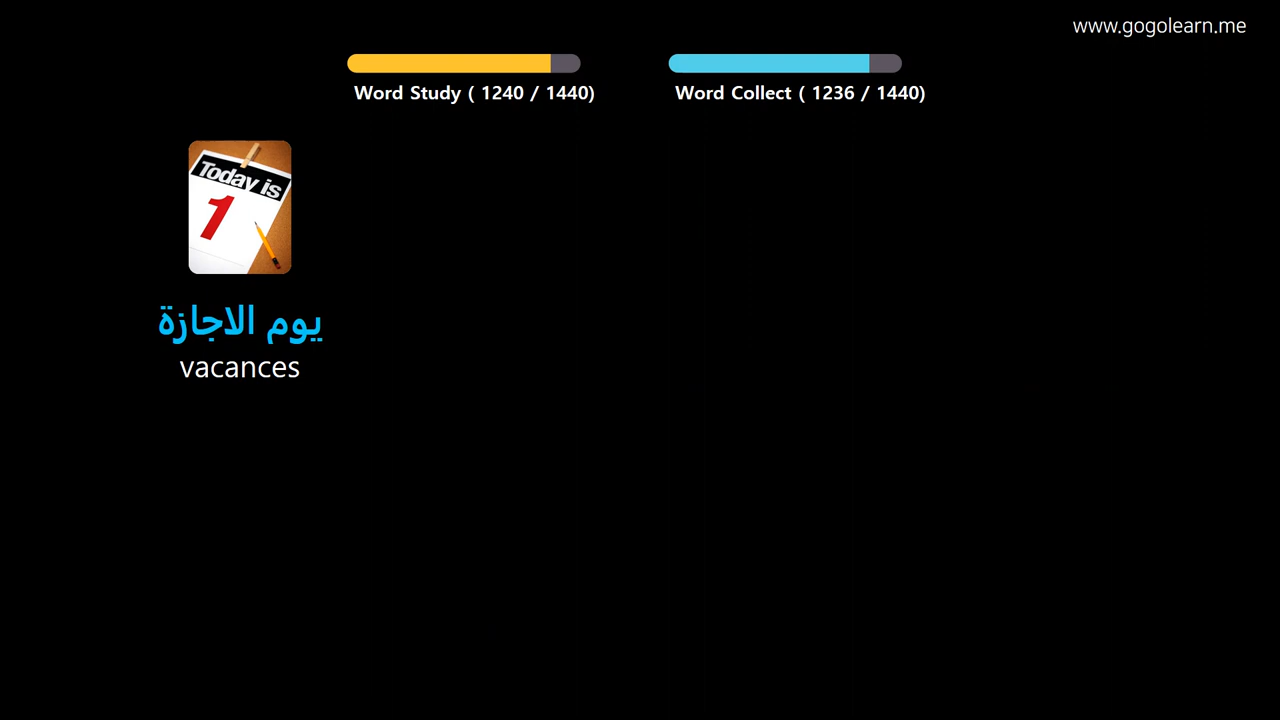 www.gogolearn.me
Word Study ( 1240 / 1440)
Word Collect ( 1236 / 1440)
Today is
1
يوم الاجازة
vacances